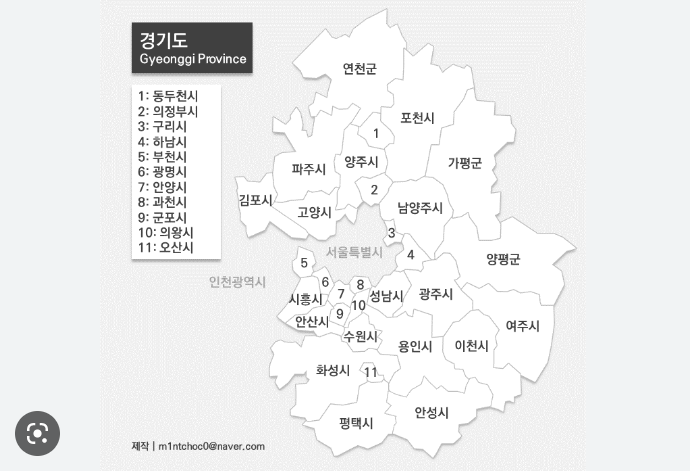 경기도
Gyeonggi Province
1: 동두천시
2: 의정부시
3: 구리시
4: 하남시
5: 부천시
6: 광명시
7: 안양시
8: 과천시
9: 군포시
10: 의왕시
11: 오산시
연천군
포천시
1
양주시
가평군
파주시
2
김포시
고양시
남양주시
3
서울특별시
4
양평군
5
인천광역시
6
8
시흥시
7
10
성남시
광주시
9
안산시
수원시
용인시
이천시
여주시
화성시
11
평택시
안성시
제작 | m1ntchoc0@naver.com